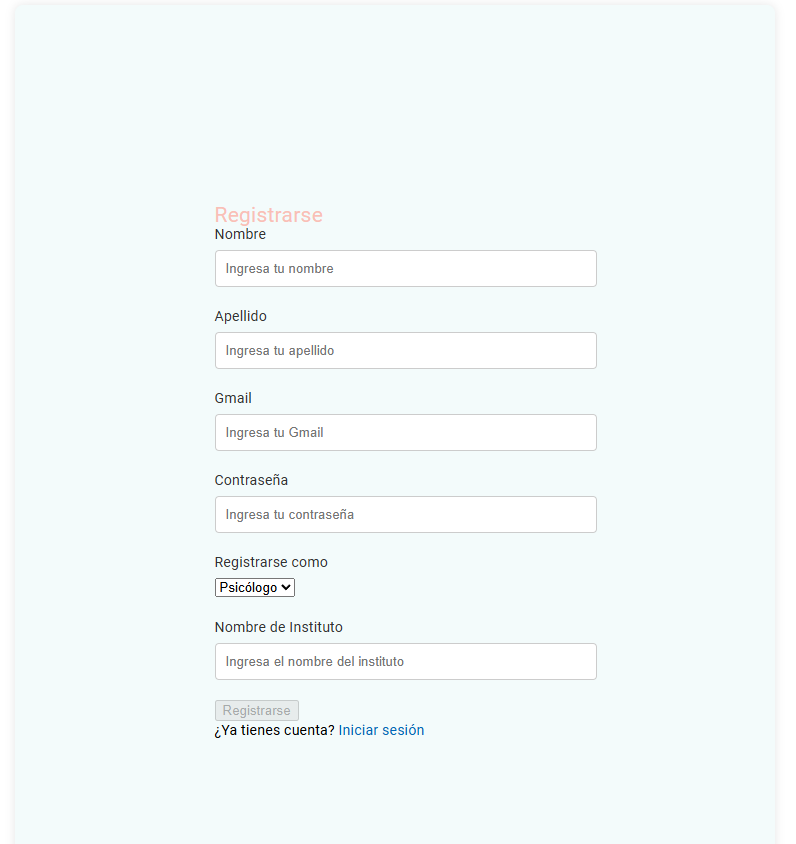 Registrarse
Nombre
Ingresa tu nombre
Apellido
Ingresa tu apellido
Gmail
Ingresa tu Gmail
Contraseña
Ingresa tu contraseña
Registrarse como
Psicólogo
Nombre de Instituto
Ingresa el nombre del instituto
Registrarse
¿Ya tienes cuenta? Iniciar sesión